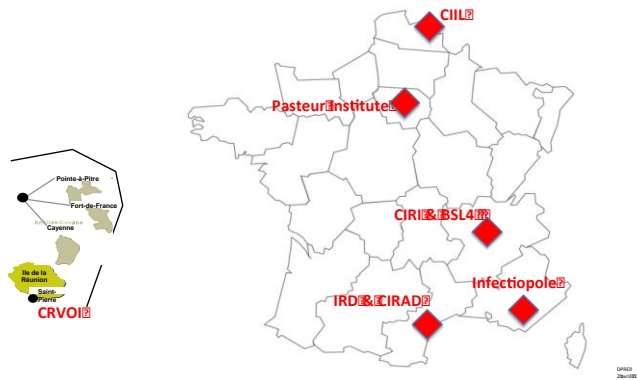 CIIL
Pasteur Institute
Pointe-à-Pitre
Fort-de-France
Cayenne
CIRI & BSL4
Ile de la
Réunion
Saint-
Pierre
CRVOI
Infectiopole
IRD & CIRAD